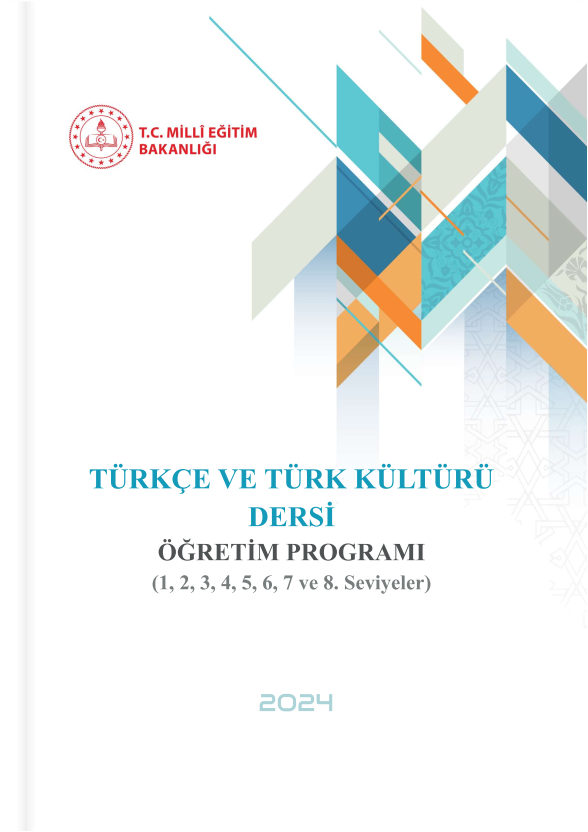 T.C. MİLLÎ EĞİTİM
BAKANLIĞI
TÜRKÇE VE TÜRK KÜLTÜRÜ
DERSİ
ÖĞRETİM PROGRAMI
(1, 2, 3, 4, 5, 6, 7 ve 8. Seviyeler)
2024